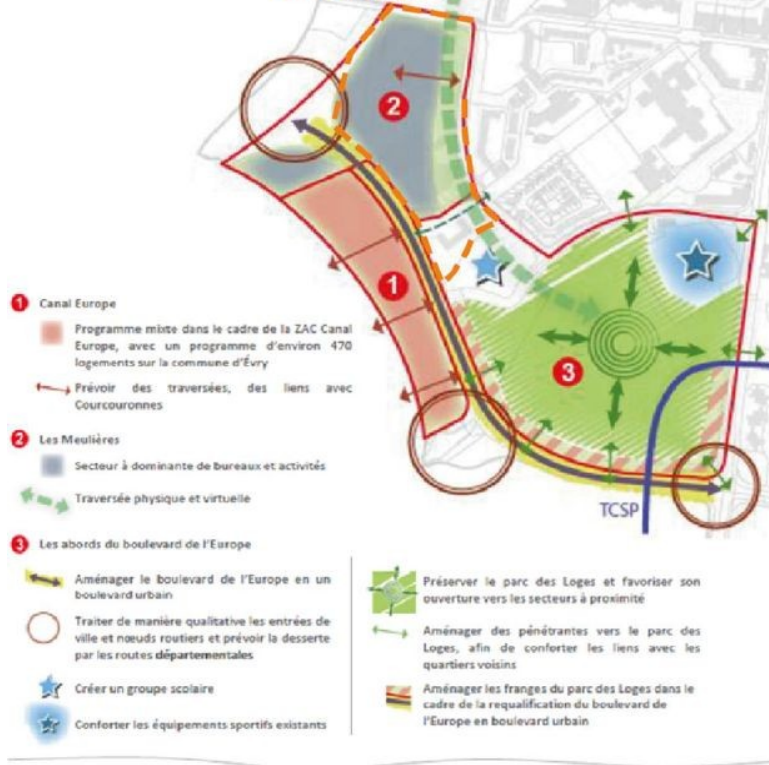 2
1
3
TCSP
1 Canal Europe
Programme mixte dans le cadre de la ZAC Canal
Europe, avec un programme d'environ 470
logements sur la commune d'Évry
Prévoir des traversées, des liens avec
Courcouronnes
2 Les Meulières
Secteur à dominante de bureaux et activités
Traversée physique et virtuelle
3 Les abords du boulevard de l'Europe
Aménager le boulevard de l'Europe en un
boulevard urbain
Traiter de manière qualitative les entrées de
ville et nœuds routiers et prévoir la desserte
par les routes départementales
Créer un groupe scolaire
Conforter les équipements sportifs existants
Préserver le parc des Loges et favoriser son
ouverture vers les secteurs à proximité
Aménager des pénétrantes vers le parc des
Loges, afin de conforter les liens avec les
quartiers voisins
Aménager les franges du parc des Loges dans le
cadre de la requalification du boulevard de
l'Europe en boulevard urbain